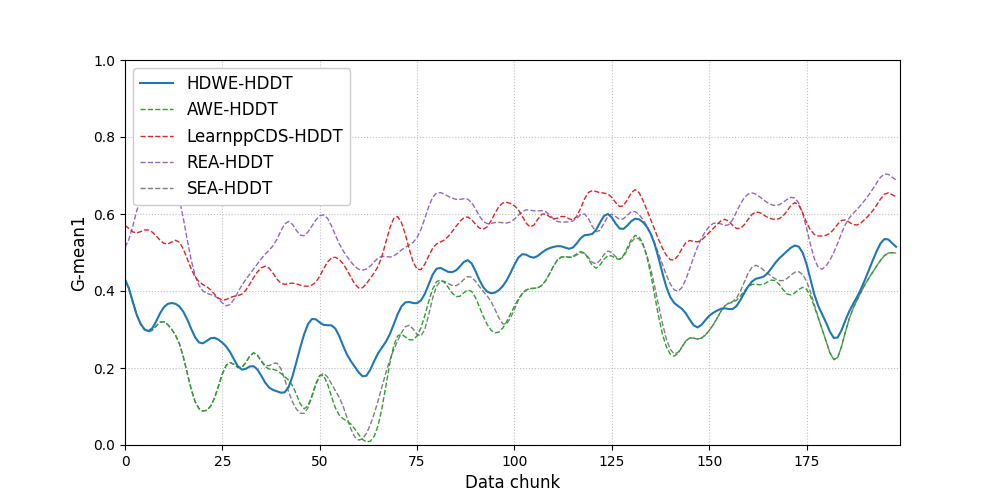 1.0
0.8
0.6
0.4
0.2
0.0
G-mean1
HDWE-HDDT
AWE-HDDT
LearnppCDS-HDDT
REA-HDDT
SEA-HDDT
0 25 50 75 100 125 150 175
Data chunk